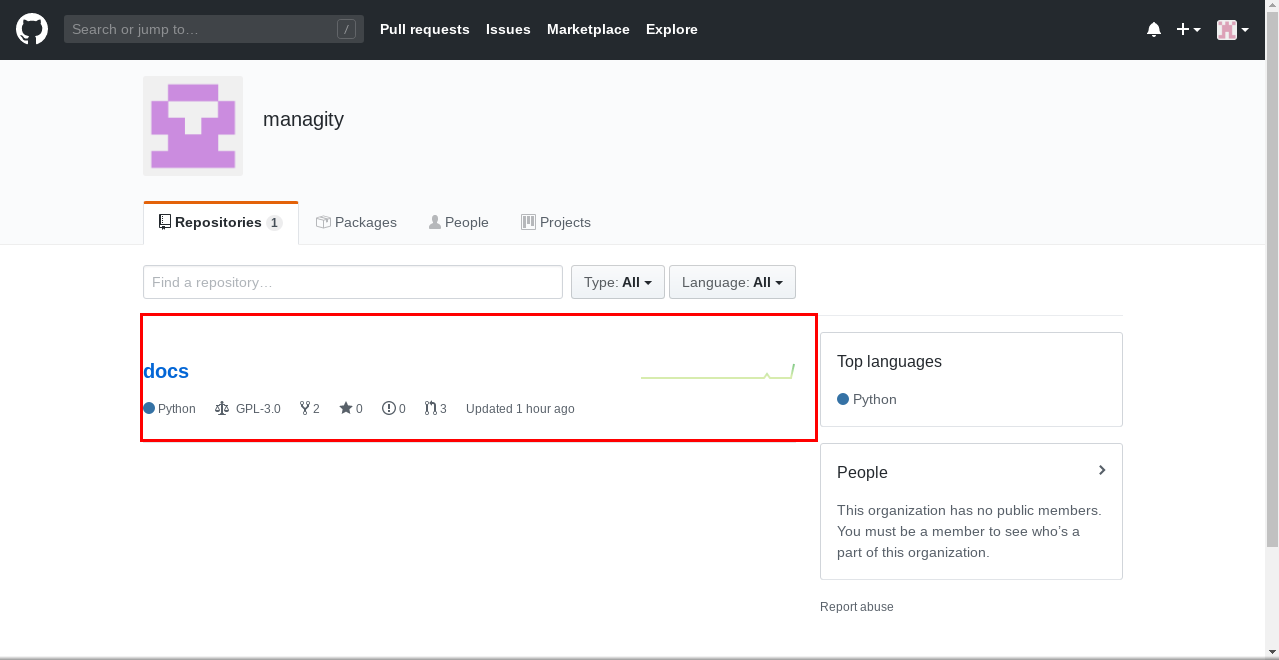 Search or jump to… /
Pull requests Issues Marketplace Explore
managity
Repositories 1 Packages People Projects
Find a repository… Type: All Language: All
docs
Python GPL-3.0 2 0 0 3 Updated 1 hour ago
Top languages
Python
People
This organization has no public members.
You must be a member to see who’s a
part of this organization.
Report abuse